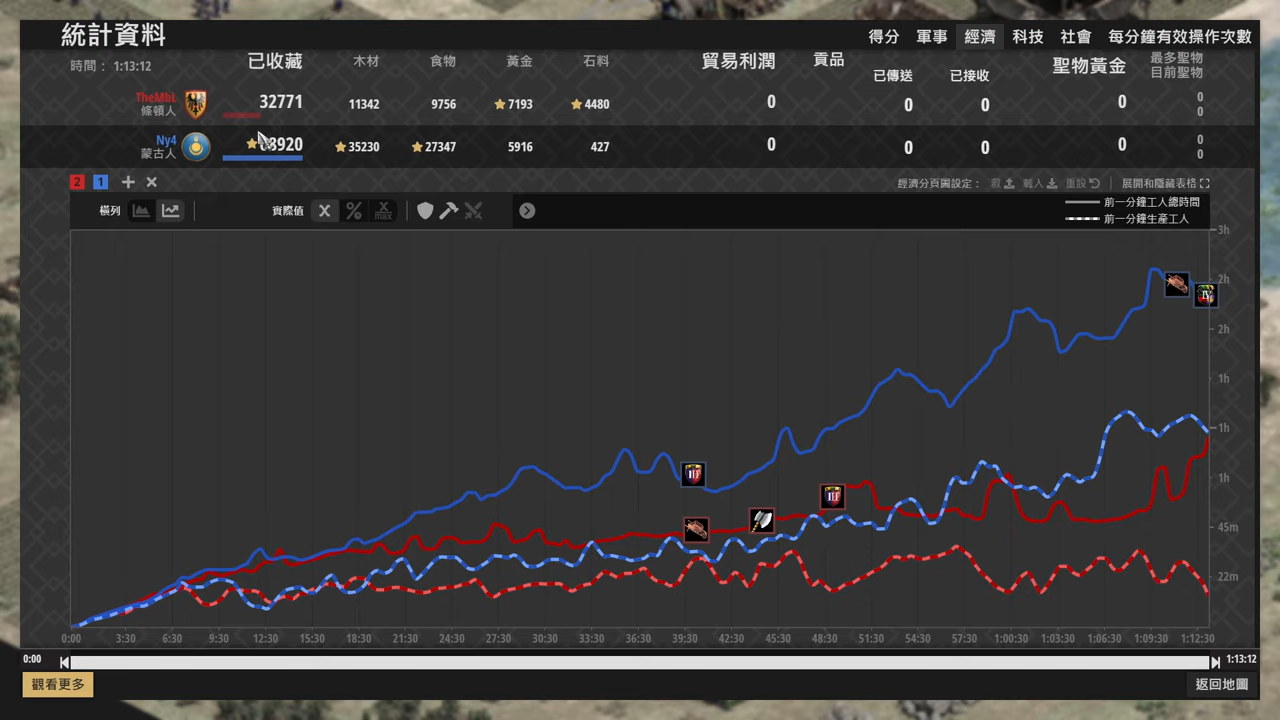 統計資料
得分 軍事 經濟 科技 社會 每分鐘有效操作次數
時間： 1:13:12
已收藏 木材 食物 黃金 石料 貿易利潤 貢品 已傳送 已接收 聖物黃金 最多聖物 目前聖物
TheMbL
條頓人
32771 11342 9756 7193 4480 0 0 0 0 0 0
Ny4
蒙古人
8920 35230 27347 5916 427 0 0 0 0 0 0
2 1
經濟分頁圖設定： 載入 重設 展開和隱藏表格
橫列 實際值 X % X max
前一分鐘工人總時間
前一分鐘生產工人
3h
2h
2h
1h
1h
1h
45m
22m
III
III
IV
0:00 3:30 6:30 9:30 12:30 15:30 18:30 21:30 24:30 27:30 30:30 33:30 36:30 39:30 42:30 45:30 48:30 51:30 54:30 57:30 1:00:30 1:03:30 1:06:30 1:09:30 1:12:30
0:00 1:13:12
觀看更多 返回地圖